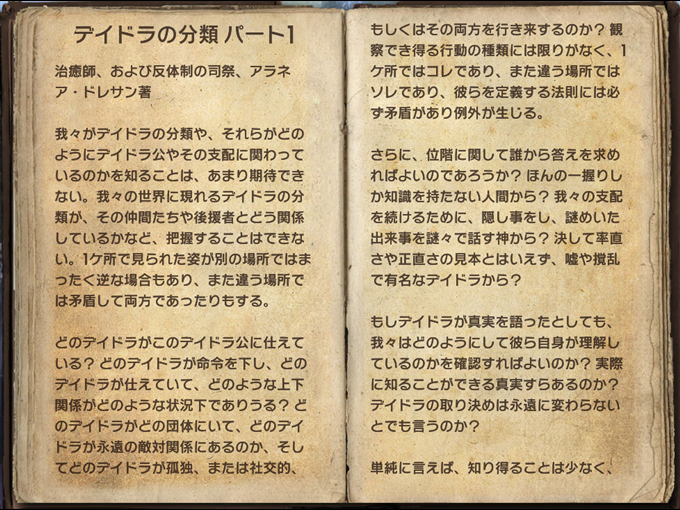 デイドラの分類 パート1
治癒師、および反体制の司祭、アラネ
ア・ドレサン著
我々がデイドラの分類や、それらがどの
ようにデイドラ公やその支配に関わって
いるのかを知ることは、あまり期待でき
ない。我々の世界に現れるデイドラの分
類が、その仲間たちや後援者とどう関係
しているかなど、把握することはできな
い。1ケ所で見られた姿が別の場所ではま
ったく逆な場合もあり、また違う場所で
は矛盾して両方であったりもする。
どのデイドラがこのデイドラ公に仕えて
いる? どのデイドラが命令を下し、どの
デイドラが仕えていて、どのような上下
関係がどのような状況下でありうる? ど
のデイドラがどの団体にいて、どのデイ
ドラが永遠の敵対関係にあるのか、そし
てどのデイドラが孤独、または社交的、
もしくはその両方を行き来するのか? 観
察でき得る行動の種類には限りがなく、1
ケ所ではコレであり、また違う場所では
ソレであり、彼らを定義する法則には必
ず矛盾があり例外が生じる。
さらに、位階に関して誰から答えを求め
ればよいのであろうか? ほんの一握りし
か知識を持たない人間から? 我々の支配
を続けるために、隠し事をし、謎めいた
出来事を謎々で話す神から? 決して率直
さや正直さの見本とはいえず、嘘や撹乱
で有名なデイドラから?
もしデイドラが真実を語ったとしても、
我々はどのようにして彼ら自身が理解し
ているのかを確認すればよいのか? 実際
に知ることができる真実すらあるのか?
デイドラの取り決めは永遠に変わらない
とでも言うのか?
単純に言えば、知り得ることは少なく、